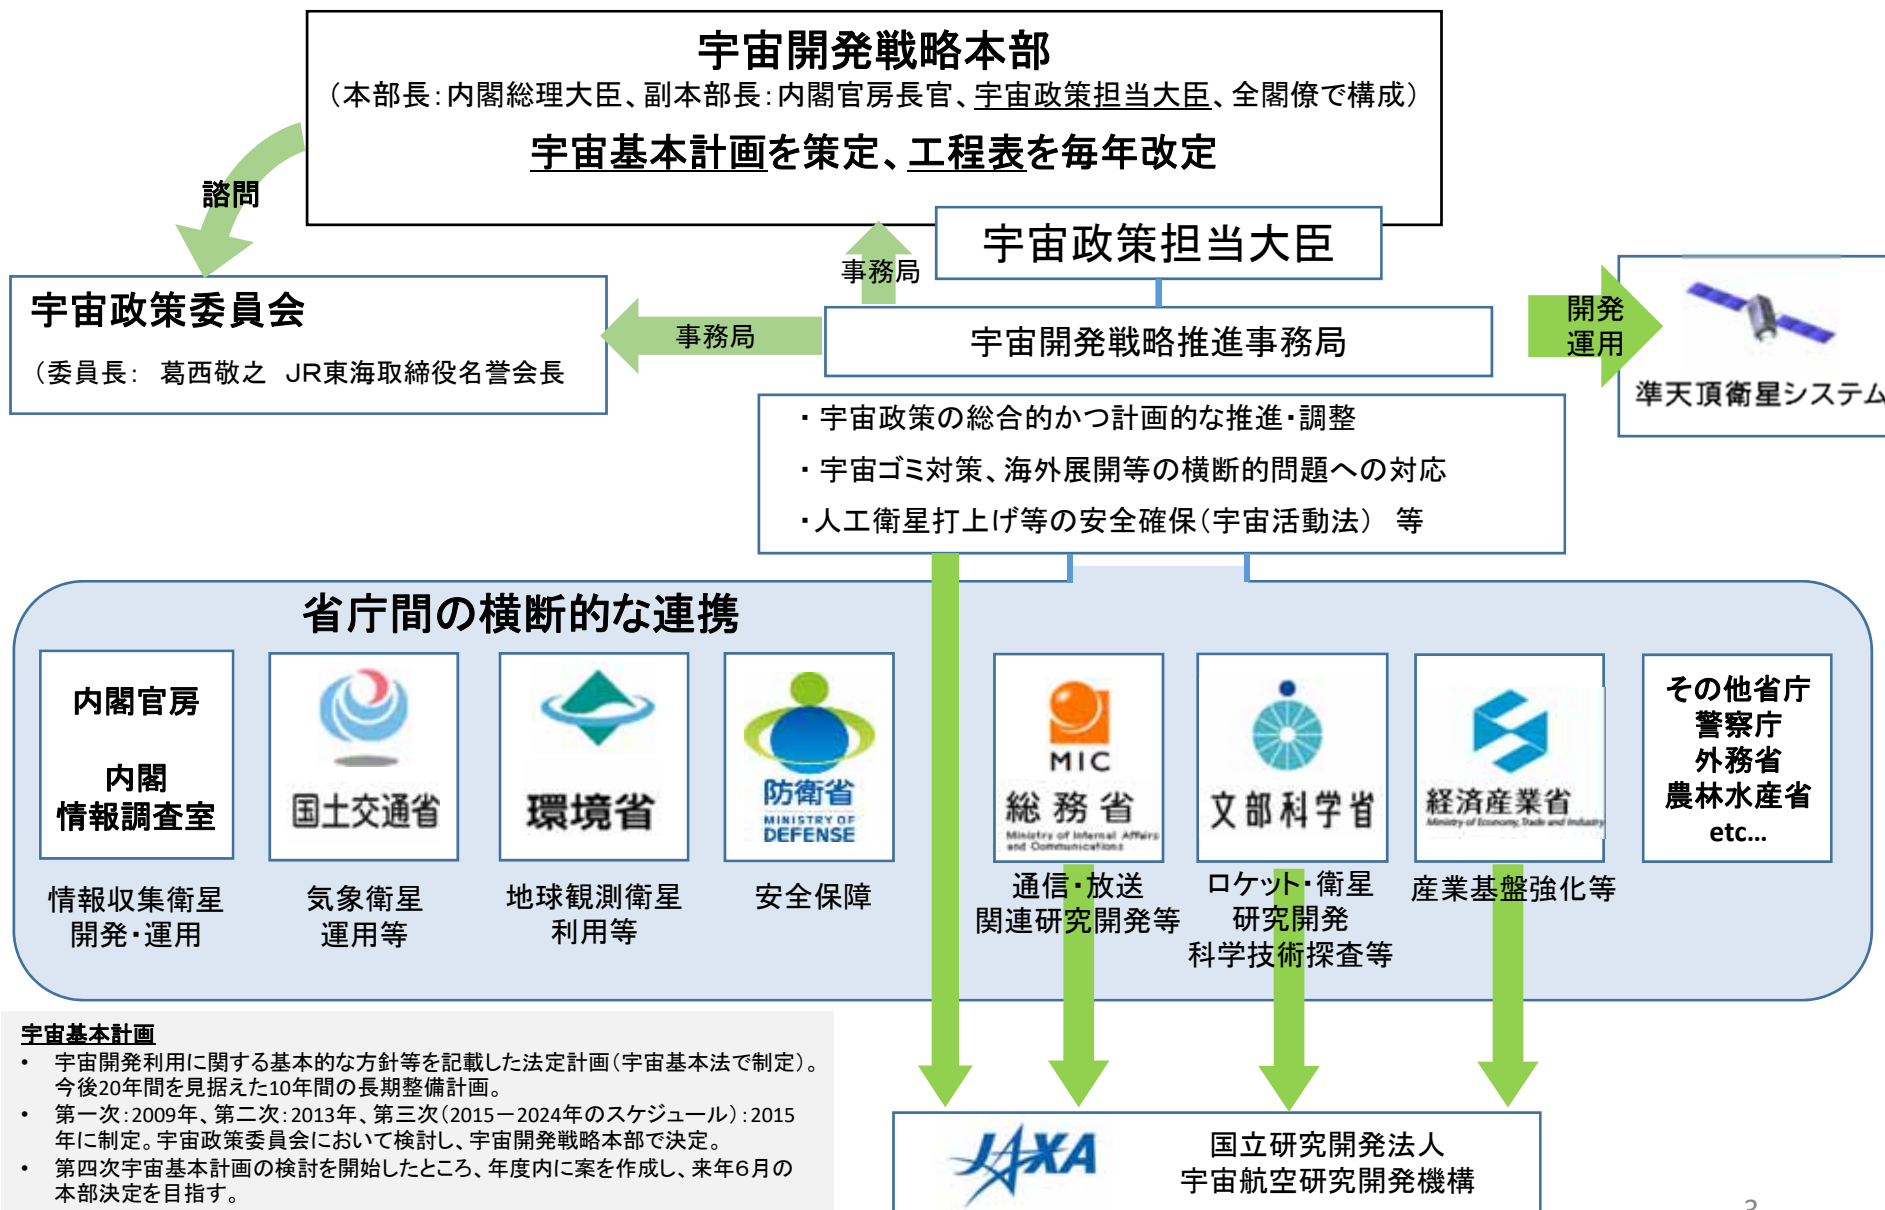 宇宙開発戦略本部
（本部長：内閣総理大臣、副本部長：内閣官房長官、宇宙政策担当大臣、全閣僚で構成）
宇宙基本計画を策定、工程表を毎年改定
諮問
宇宙政策担当大臣
事務局
宇宙政策委員会
（委員長：　葛西敬之　JR東海取締役名誉会長
事務局
宇宙開発戦略推進事務局
開発
運用
準天頂衛星システム
・宇宙政策の総合的かつ計画的な推進・調整
・宇宙ゴミ対策、海外展開等の横断的問題への対応
・人工衛星打上げ等の安全確保（宇宙活動法）　等
省庁間の横断的な連携
内閣官房
内閣
情報調査室
情報収集衛星
開発・運用
国土交通省
気象衛星
運用等
環境省
地球観測衛星
利用等
防衛省
MINISTRY OF
DEFENSE
安全保障
MIC
総務省
Ministry of Internal Affairs
and Communications
通信・放送
関連研究開発等
文部科学省
ロケット・衛星
研究開発
科学技術探査等
経済産業省
Ministry of Economy, Trade and Industry
産業基盤強化等
その他省庁
警察庁
外務省
農林水産省
etc…
宇宙基本計画
• 宇宙開発利用に関する基本的な方針等を記載した法定計画（宇宙基本法で制定）。
今後20年間を見据えた10年間の長期整備計画。
• 第一次：2009年、第二次：2013年、第三次（2015－2024年のスケジュール）：2015
年に制定。宇宙政策委員会において検討し、宇宙開発戦略本部で決定。
• 第四次宇宙基本計画の検討を開始したところ、年度内に案を作成し、来年６月の
本部決定を目指す。
JAXA
国立研究開発法人
宇宙航空研究開発機構
3